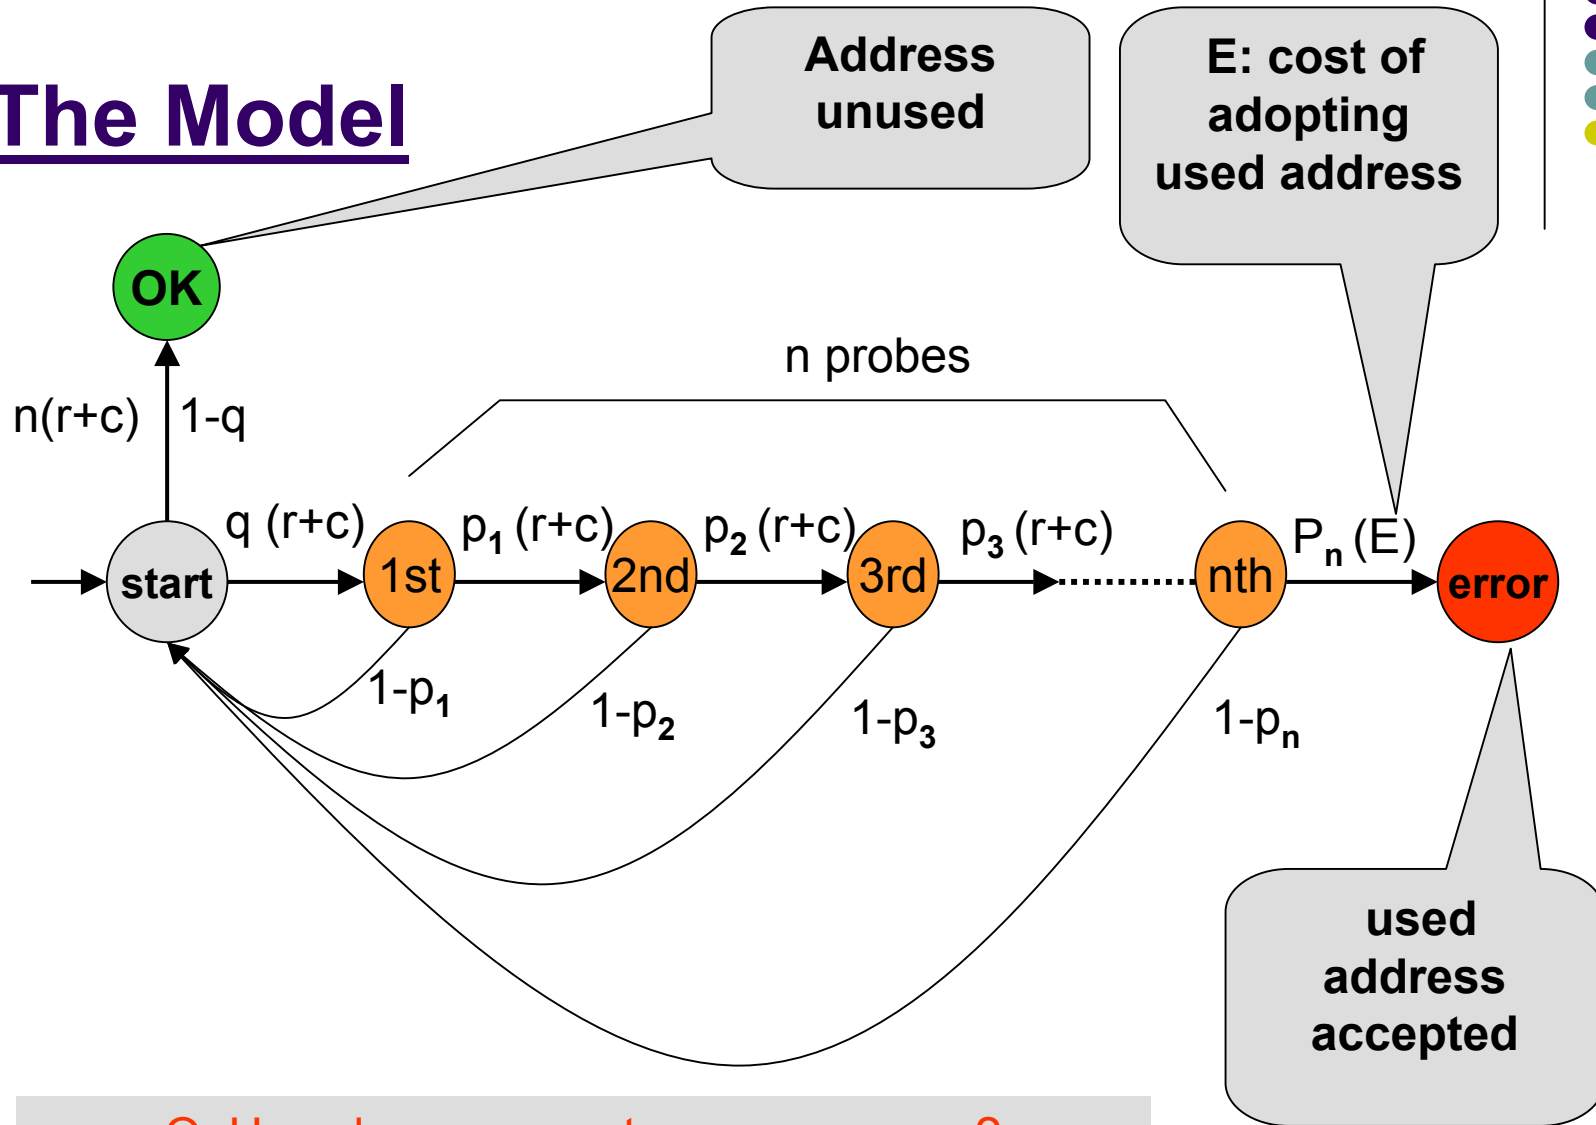 The Model
Address
unused
E: cost of
adopting
used address
OK
n probes
n(r+c)
1-q
q (r+c)
p1 (r+c)
p2 (r+c)
p3 (r+c)
Pn (E)
start
1st
2nd
3rd
nth
error
1-p1
1-p2
1-p3
1-pn
used
address
accepted